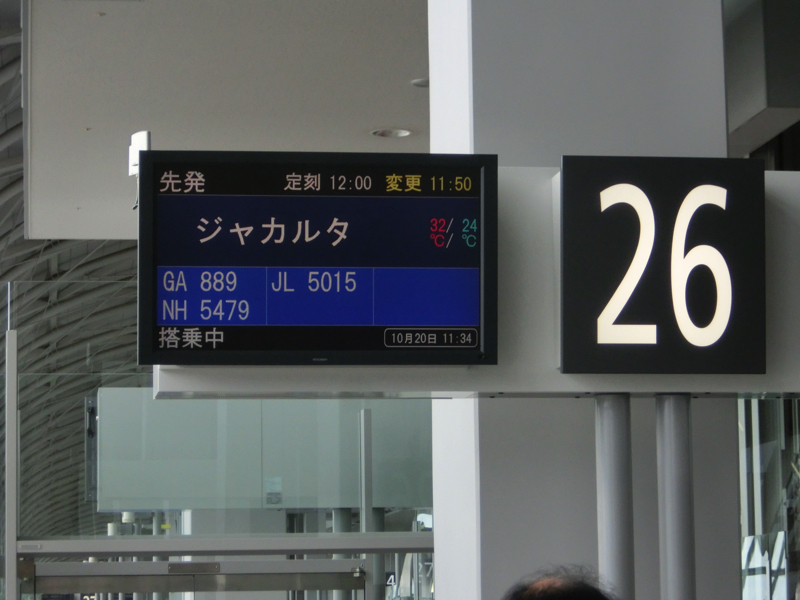 先発 定刻 12:00 変更 11:50
ジャカルタ 32℃/ 24℃
GA 889 JL 5015
NH 5479
搭乗中 10月20日 11:34
26
4